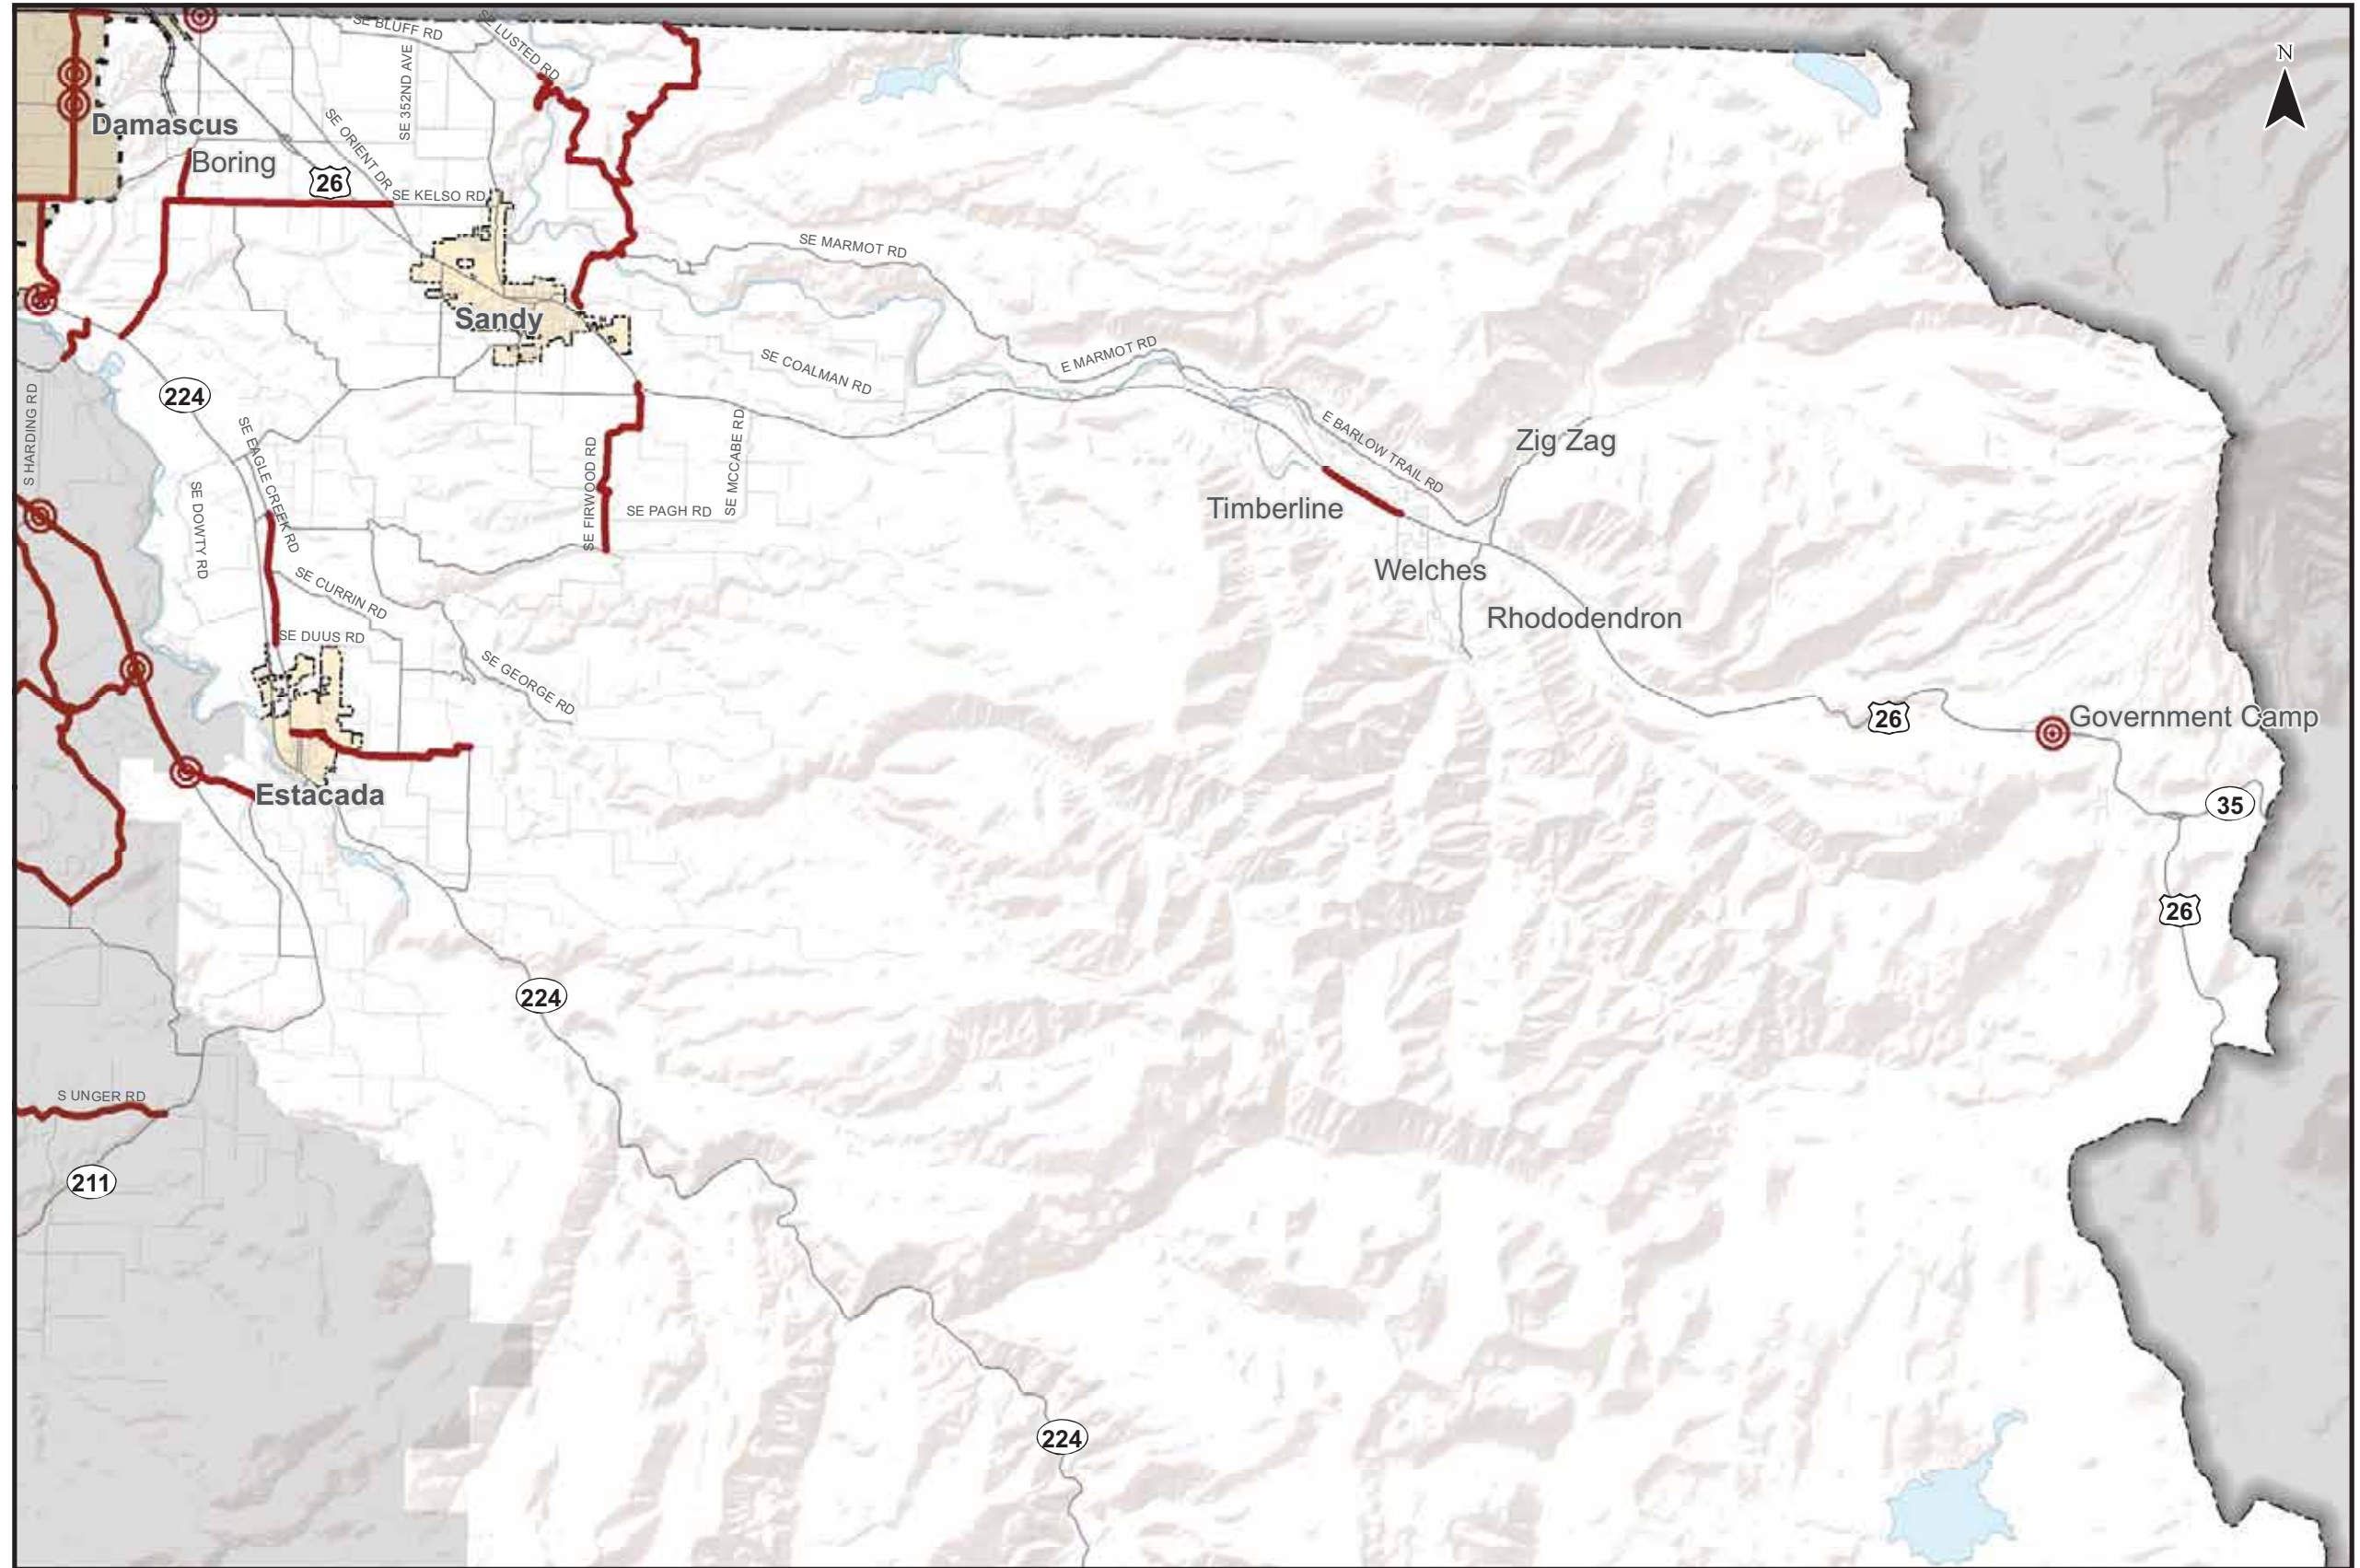 SE BLUFF RD
SE LUSTED RD
N
SE 352ND AVE
Damascus
SE ORIENT DR
Boring
26
SE KELSO RD
SE MARMOT RD
Sandy
E MARMOT RD
SE COALMAN RD
224
S HARDING RD
SE EAGLE CREEK RD
SE MCCABE RD
E BARLOW TRAIL RD
Zig Zag
SE FIRWOOD RD
SE DOWTY RD
SE PAGH RD
Timberline
Welches
SE CURRIN RD
Rhododendron
SE DUUS RD
SE GEORGE RD
26
Government Camp
Estacada
35
26
224
S UNGER RD
211
224